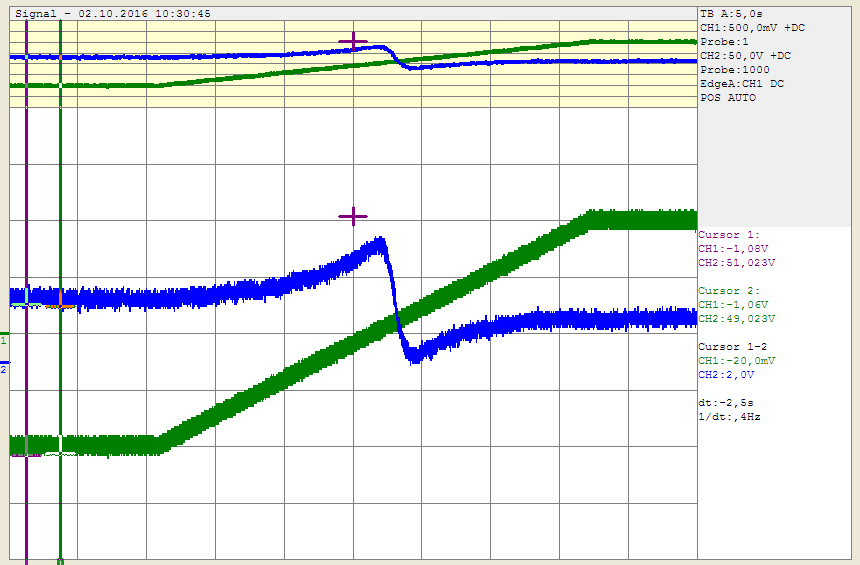 Signal - 02.10.2016 10:30:45
TB A:5,0s
CH1:500,0mV +DC
Probe:1
CH2:50,0V +DC
Probe:1000
EdgeA:CH1 DC
POS AUTO
Cursor 1:
CH1:-1,08V
CH2:51,023V
Cursor 2:
CH1:-1,06V
CH2:49,023V
Cursor 1-2
CH1:-20,0mV
CH2:2,0V
dt:-2,5s
1/dt:,4Hz
1
2